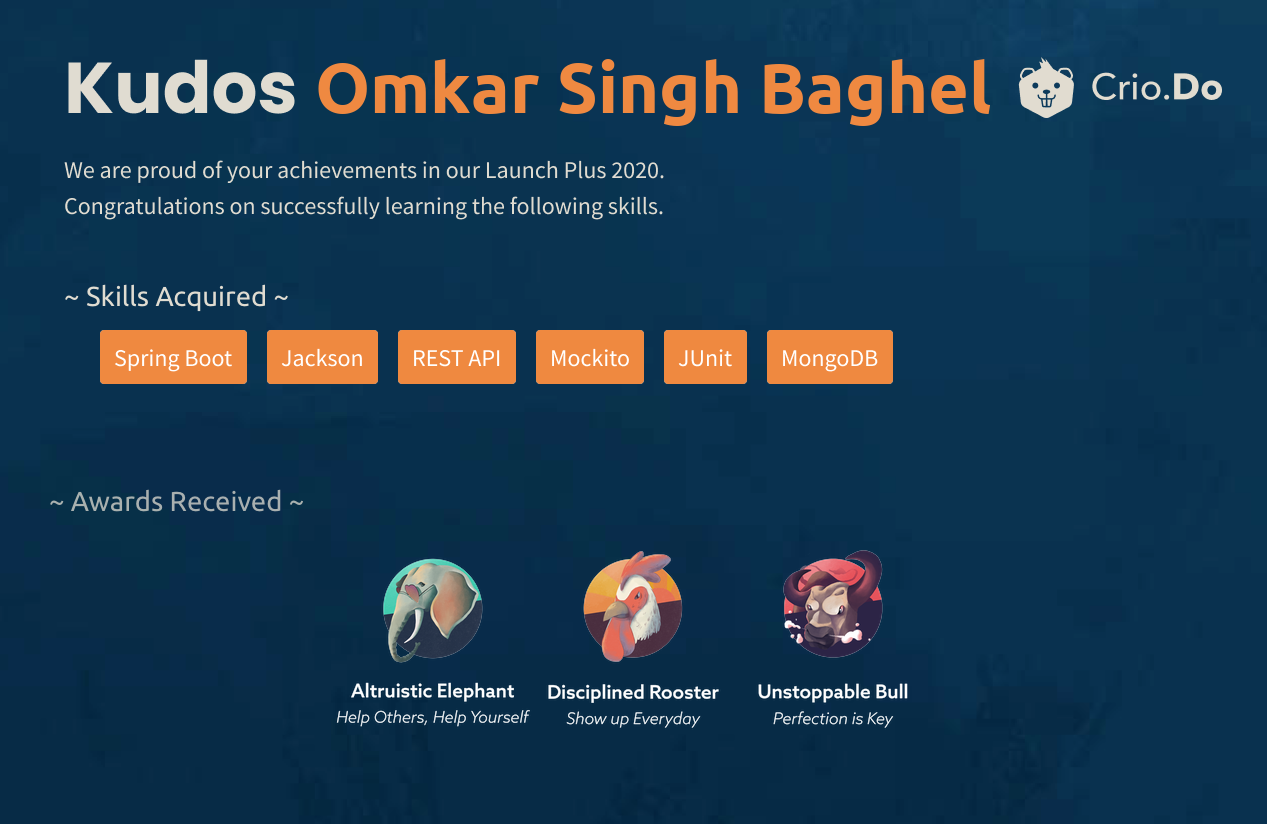 Kudos Omkar Singh Baghel Crio.Do
We are proud of your achievements in our Launch Plus 2020.
Congratulations on successfully learning the following skills.
~ Skills Acquired ~
Spring Boot Jackson REST API Mockito JUnit MongoDB
~ Awards Received ~
Altruistic Elephant Disciplined Rooster Unstoppable Bull
Help Others, Help Yourself Show up Everyday Perfection is Key